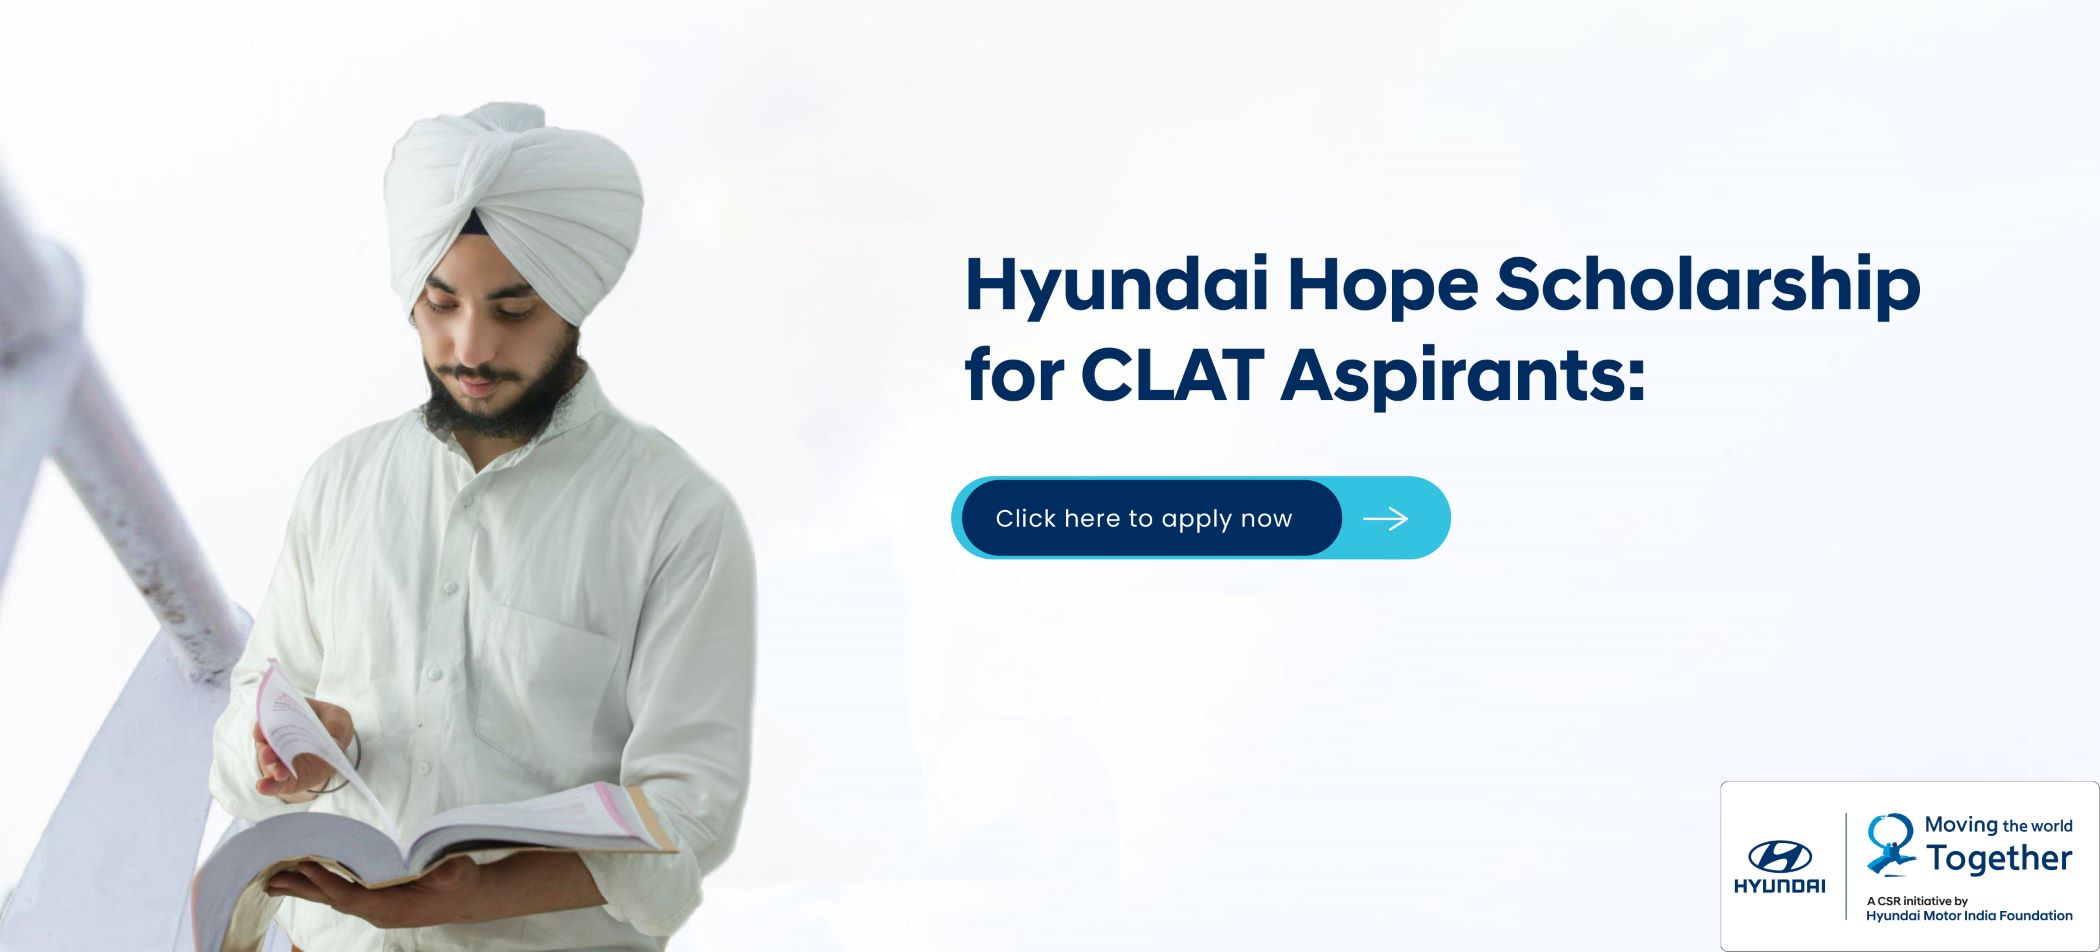 Hyundai Hope Scholarship
for CLAT Aspirants:
Click here to apply now
HYUNDAI
Moving the world
Together
A CSR initiative by
Hyundai Motor India Foundation